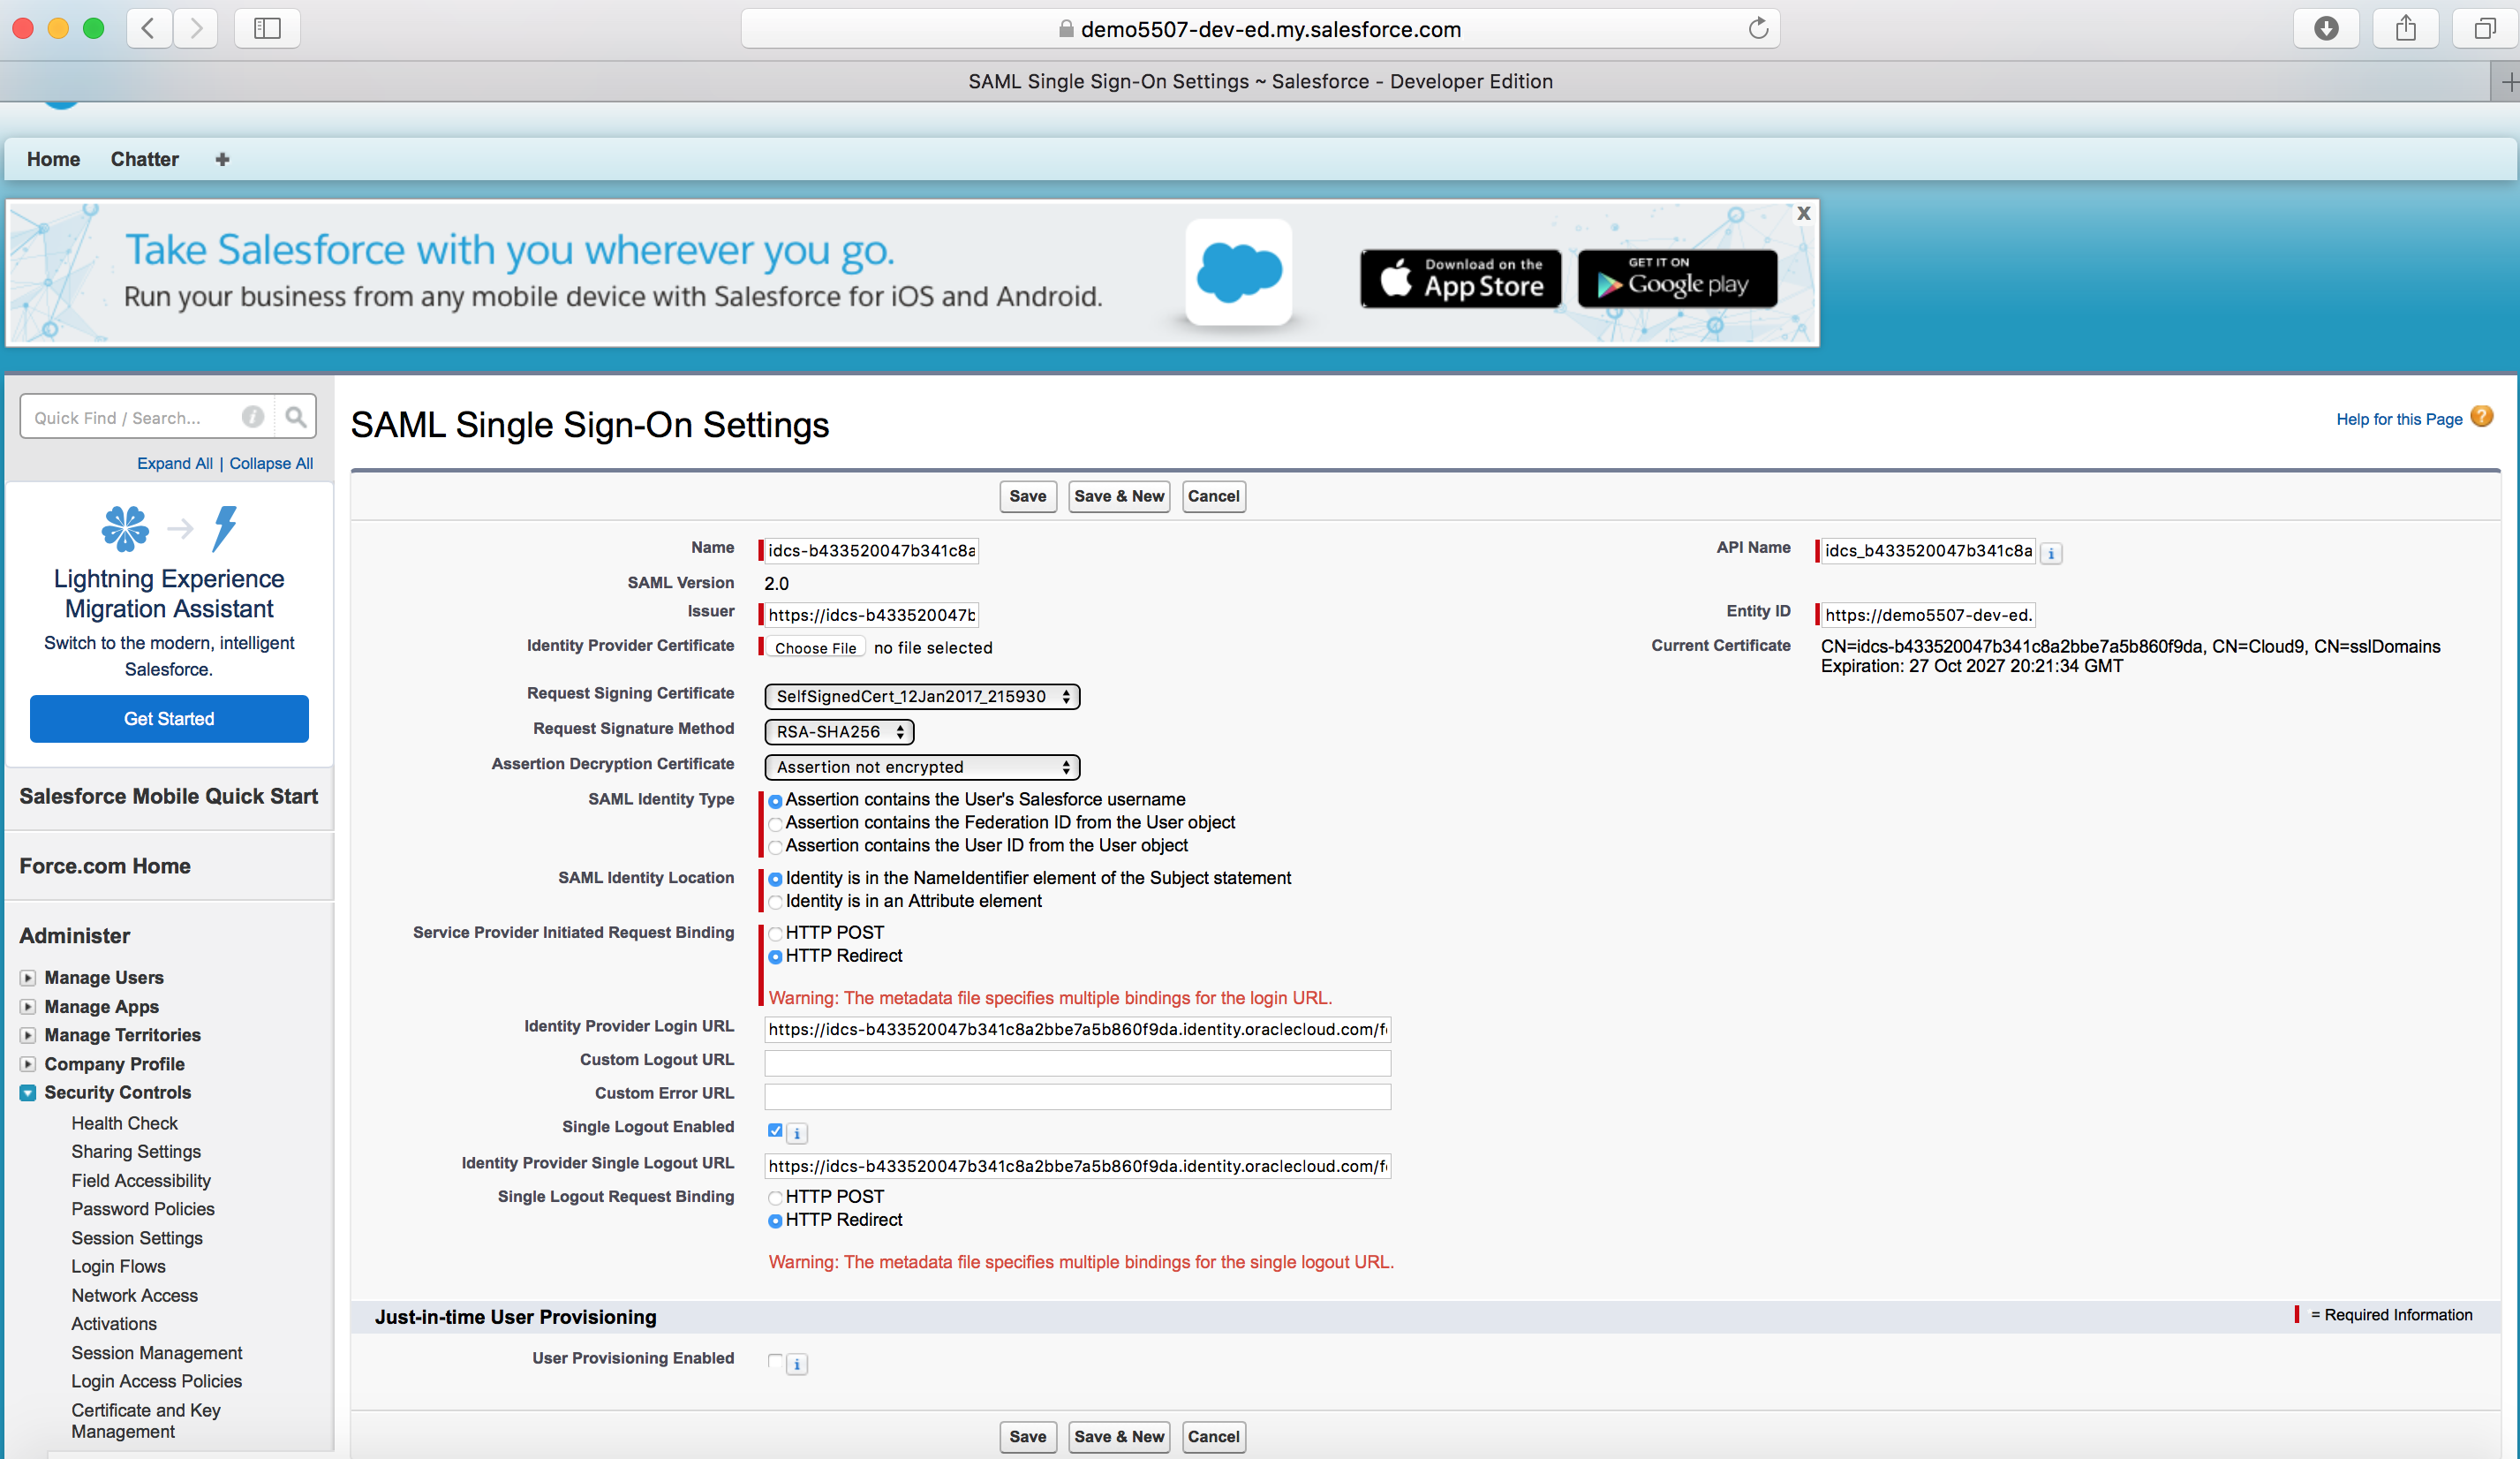 demo5507-dev-ed.my.salesforce.com
SAML Single Sign-On Settings ~ Salesforce - Developer Edition
Home Chatter
Take Salesforce with you wherever you go.
Run your business from any mobile device with Salesforce for iOS and Android.
Download on the
App Store
GET IT ON
Google play
X
Quick Find / Search...
Expand All | Collapse All
Lightning Experience
Migration Assistant
Switch to the modern, intelligent
Salesforce.
Get Started
Salesforce Mobile Quick Start
Force.com Home
Administer
Manage Users
Manage Apps
Manage Territories
Company Profile
Security Controls
Health Check
Sharing Settings
Field Accessibility
Password Policies
Session Settings
Login Flows
Network Access
Activations
Session Management
Login Access Policies
Certificate and Key
Management
SAML Single Sign-On Settings
Help for this Page ?
Save Save & New Cancel
Name idcs-b433520047b341c8a API Name idcs_b433520047b341c8a i
SAML Version 2.0
Issuer https://idcs-b433520047b Entity ID https://demo5507-dev-ed.
Identity Provider Certificate Choose File no file selected Current Certificate CN=idcs-b433520047b341c8a2bbe7a5b860f9da, CN=Cloud9, CN=sslDomains
Expiration: 27 Oct 2027 20:21:34 GMT
Request Signing Certificate SelfSignedCert_12Jan2017_215930
Request Signature Method RSA-SHA256
Assertion Decryption Certificate Assertion not encrypted
SAML Identity Type Assertion contains the User's Salesforce username
Assertion contains the Federation ID from the User object
Assertion contains the User ID from the User object
SAML Identity Location Identity is in the NameIdentifier element of the Subject statement
Identity is in an Attribute element
Service Provider Initiated Request Binding HTTP POST
HTTP Redirect
Warning: The metadata file specifies multiple bindings for the login URL.
Identity Provider Login URL https://idcs-b433520047b341c8a2bbe7a5b860f9da.identity.oraclecloud.com/f
Custom Logout URL
Custom Error URL
Single Logout Enabled i
Identity Provider Single Logout URL https://idcs-b433520047b341c8a2bbe7a5b860f9da.identity.oraclecloud.com/f
Single Logout Request Binding HTTP POST
HTTP Redirect
Warning: The metadata file specifies multiple bindings for the single logout URL.
Just-in-time User Provisioning = Required Information
User Provisioning Enabled i
Save Save & New Cancel